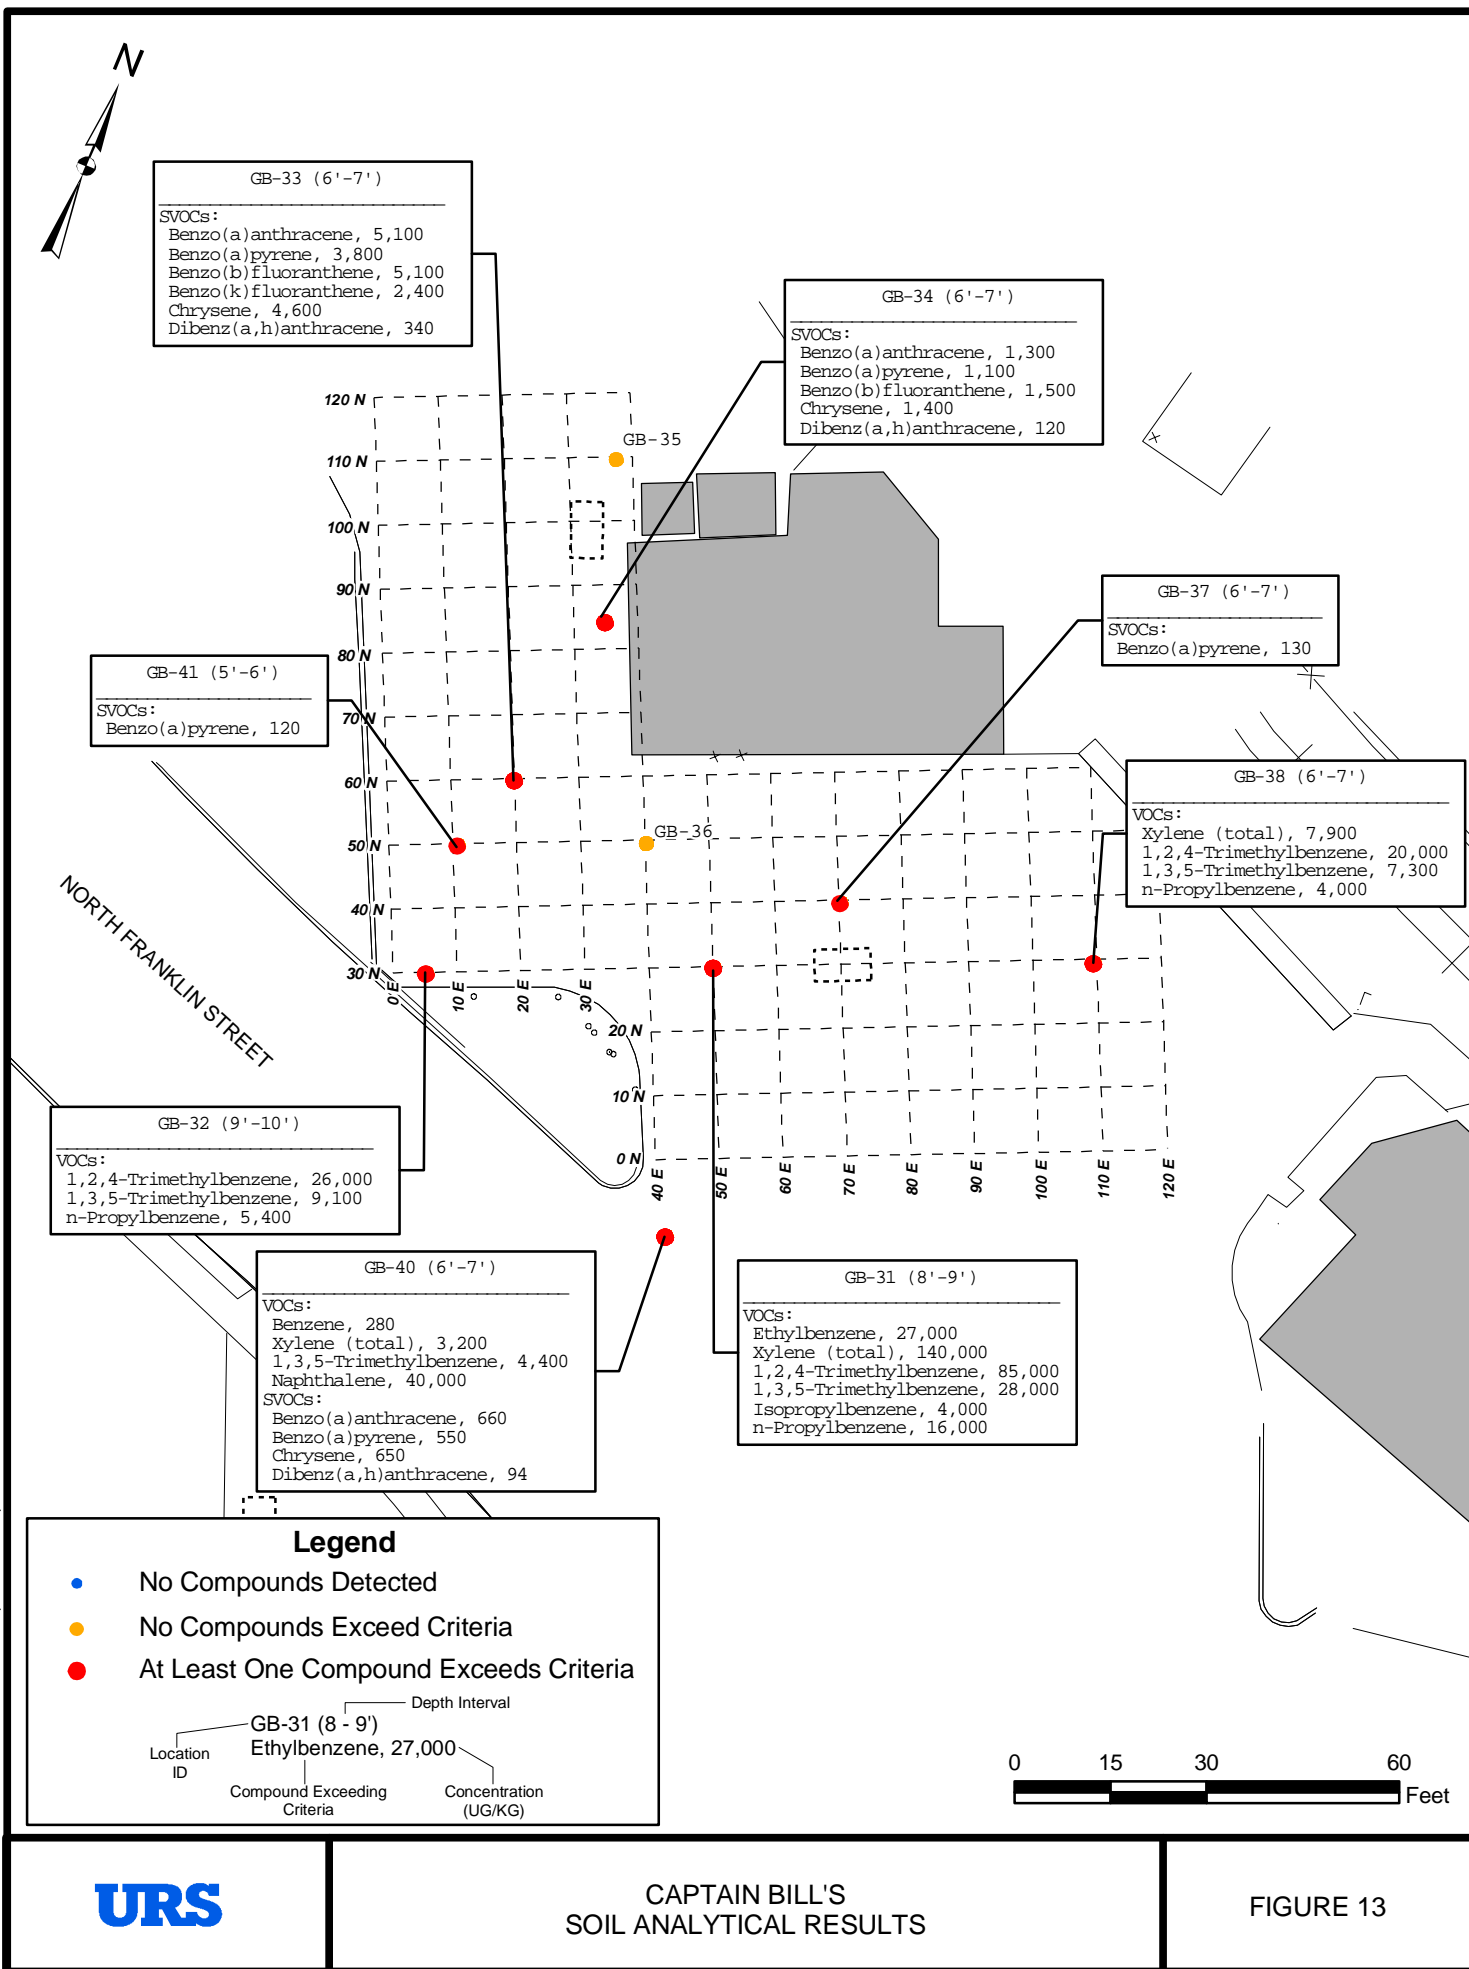 N
GB-33 (6'-7')
SVOCs:
Benzo(a)anthracene, 5,100
Benzo(a)pyrene, 3,800
Benzo(b)fluoranthene, 5,100
Benzo(k)fluoranthene, 2,400
Chrysene, 4,600
Dibenz(a,h)anthracene, 340
GB-34 (6'-7')
SVOCs:
Benzo(a)anthracene, 1,300
Benzo(a)pyrene, 1,100
Benzo(b)fluoranthene, 1,500
Chrysene, 1,400
Dibenz(a,h)anthracene, 120
120 N
GB-35
110 N
100 N
90 N
80 N
70 N
60 N
50 N
40 N
30 N
20 N
10 N
0 N
GB-37 (6'-7')
SVOCs:
Benzo(a)pyrene, 130
GB-41 (5'-6')
SVOCs:
Benzo(a)pyrene, 120
GB-36
GB-38 (6'-7')
VOCs:
Xylene (total), 7,900
1,2,4-Trimethylbenzene, 20,000
1,3,5-Trimethylbenzene, 7,300
n-Propylbenzene, 4,000
NORTH FRANKLIN STREET
0 E
10 E
20 E
30 E
40 E
50 E
60 E
70 E
80 E
90 E
100 E
110 E
120 E
GB-32 (9'-10')
VOCs:
1,2,4-Trimethylbenzene, 26,000
1,3,5-Trimethylbenzene, 9,100
n-Propylbenzene, 5,400
GB-40 (6'-7')
VOCs:
Benzene, 280
Xylene (total), 3,200
1,3,5-Trimethylbenzene, 4,400
Naphthalene, 40,000
SVOCs:
Benzo(a)anthracene, 660
Benzo(a)pyrene, 550
Chrysene, 650
Dibenz(a,h)anthracene, 94
GB-31 (8'-9')
VOCs:
Ethylbenzene, 27,000
Xylene (total), 140,000
1,2,4-Trimethylbenzene, 85,000
1,3,5-Trimethylbenzene, 28,000
Isopropylbenzene, 4,000
n-Propylbenzene, 16,000
Legend
No Compounds Detected
No Compounds Exceed Criteria
At Least One Compound Exceeds Criteria
Depth Interval
GB-31 (8 - 9')
Ethylbenzene, 27,000
Location
ID
Compound Exceeding
Criteria
Concentration
(UG/KG)
0 15 30 60
Feet
URS
CAPTAIN BILL'S
SOIL ANALYTICAL RESULTS
FIGURE 13